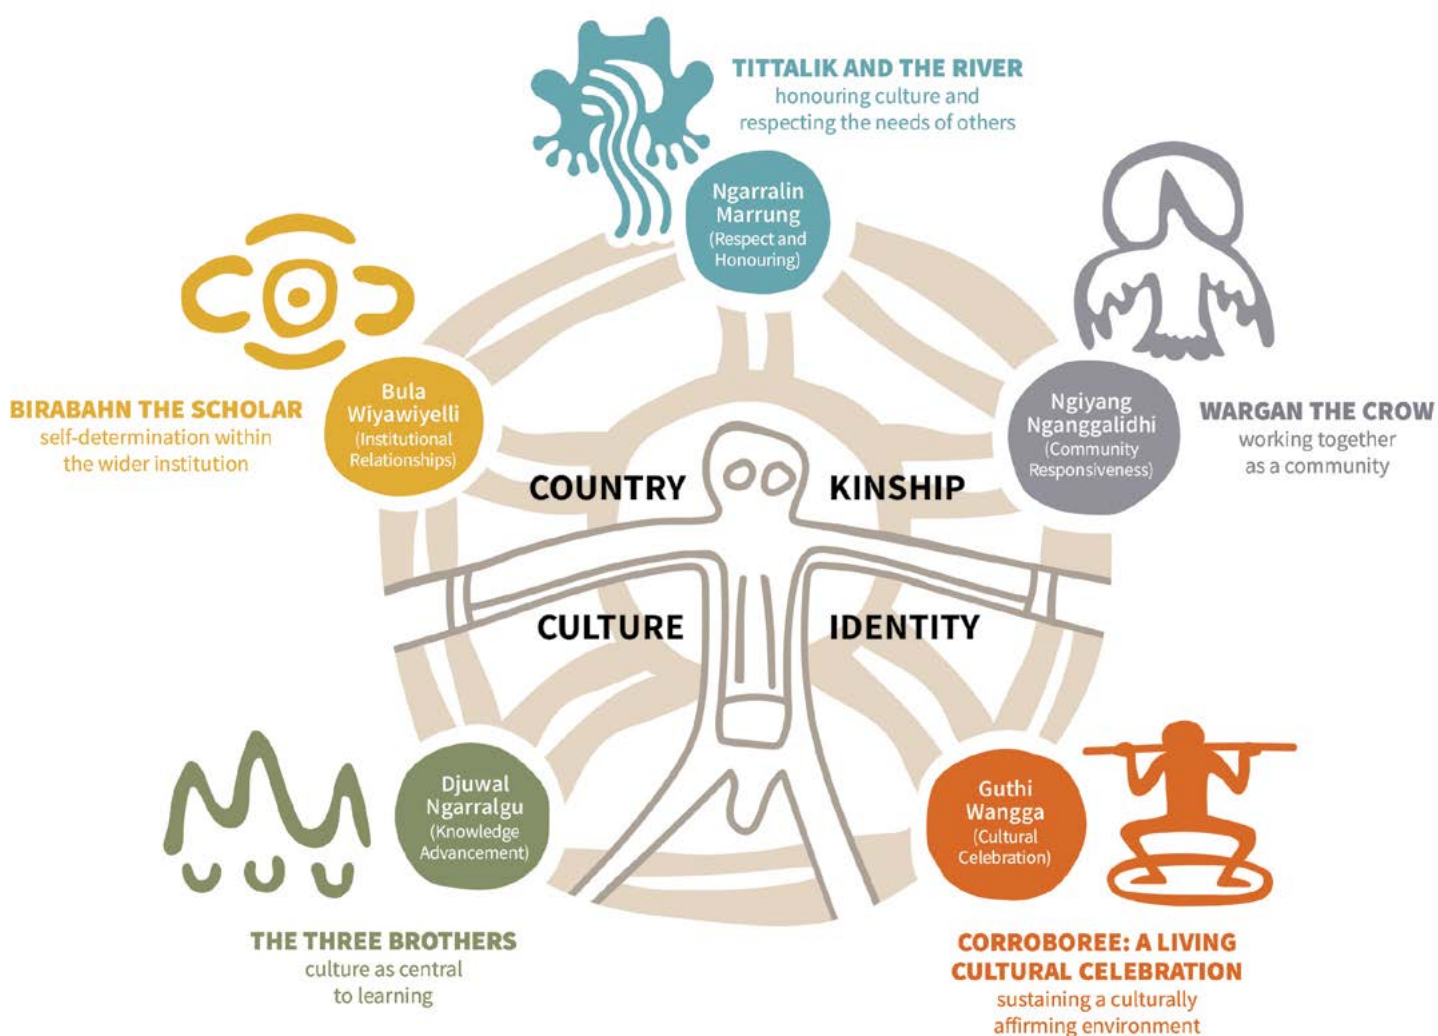 TITTALIK AND THE RIVER
honouring culture and
respecting the needs of others
Ngarralin
Marrung
(Respect and
Honouring)
BIRABAHN THE SCHOLAR
self-determination within
the wider institution
Bula
Wiyawiyelli
(Institutional
Relationships)
Ngiyang
Nganggalidhi
(Community
Responsiveness)
WARGAN THE CROW
working together
as a community
COUNTRY
KINSHIP
CULTURE
IDENTITY
Djuwal
Ngarralgu
(Knowledge
Advancement)
THE THREE BROTHERS
culture as central
to learning
Guthi
Wangga
(Cultural
Celebration)
CORROBOREE: A LIVING
CULTURAL CELEBRATION
sustaining a culturally
affirming environment